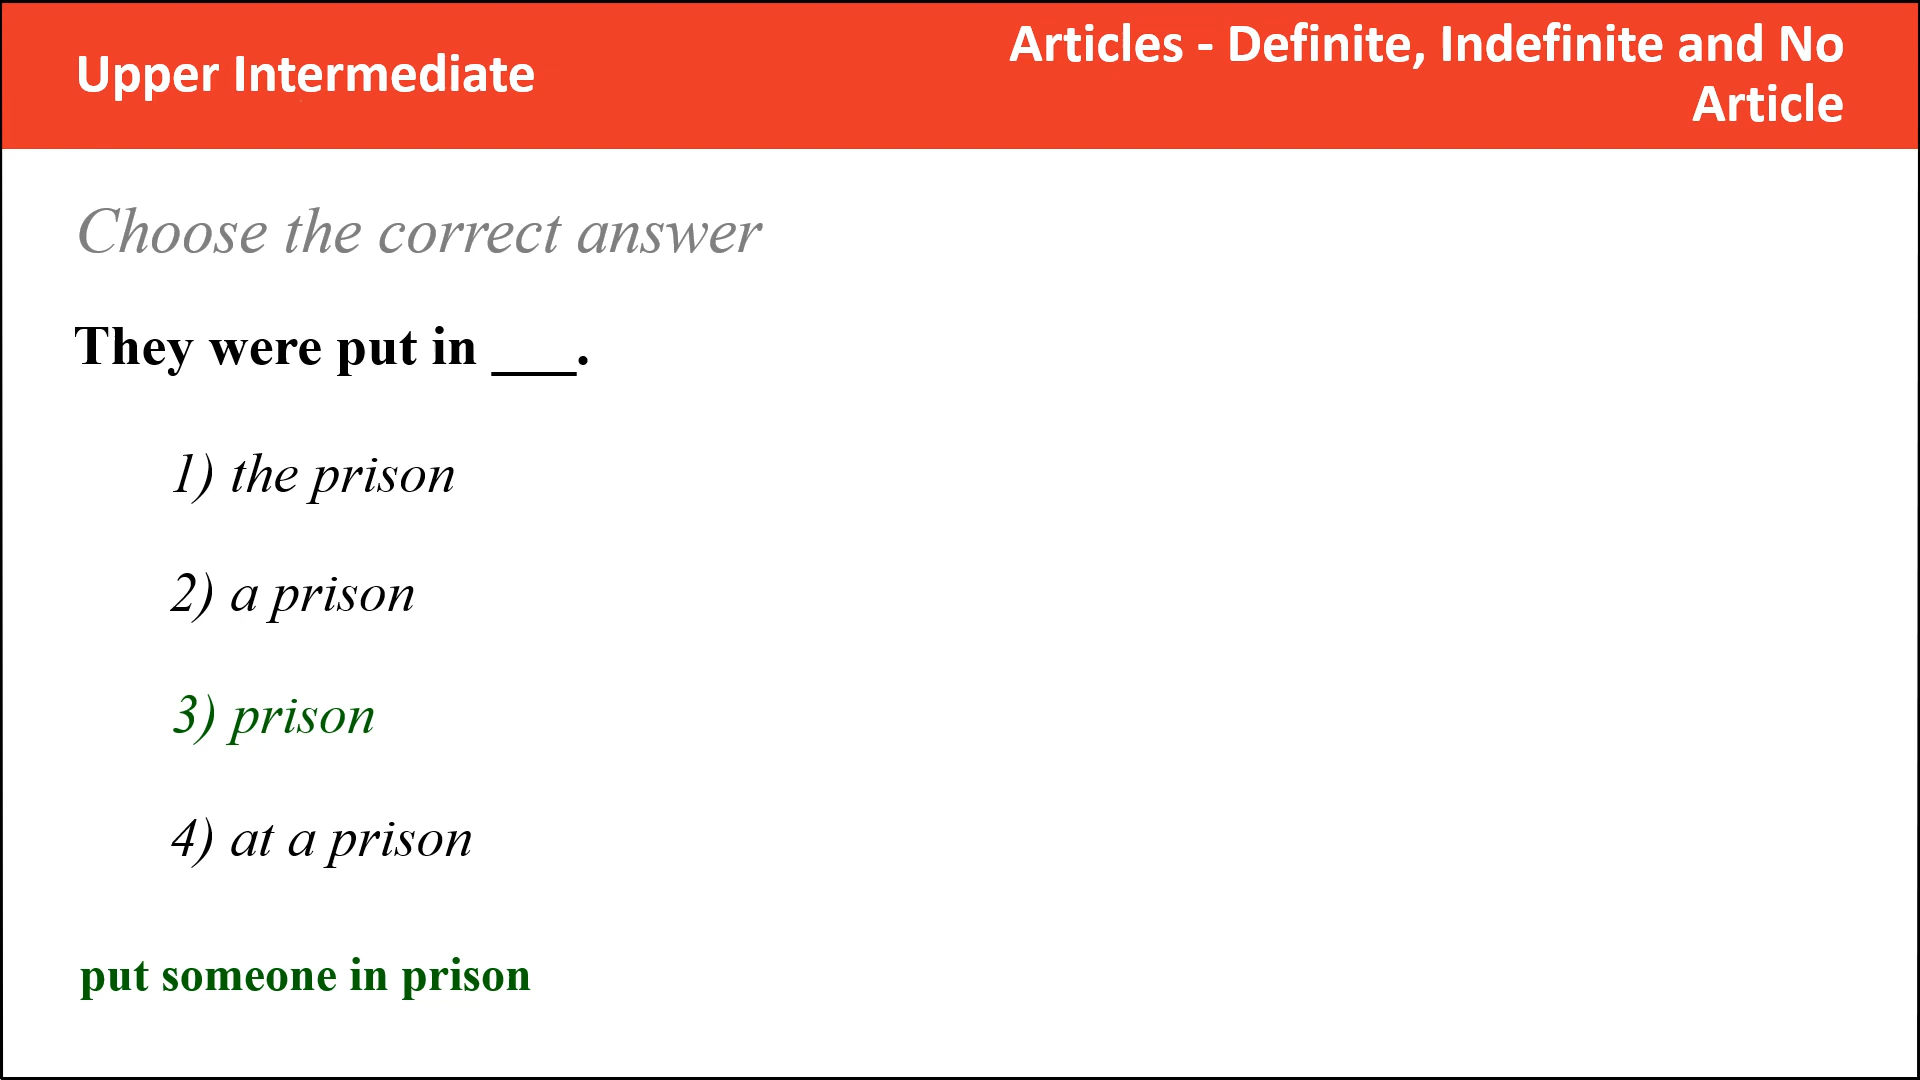 Upper Intermediate
Articles - Definite, Indefinite and No
Article
Choose the correct answer
They were put in ___.
1) the prison
2) a prison
3) prison
4) at a prison
put someone in prison